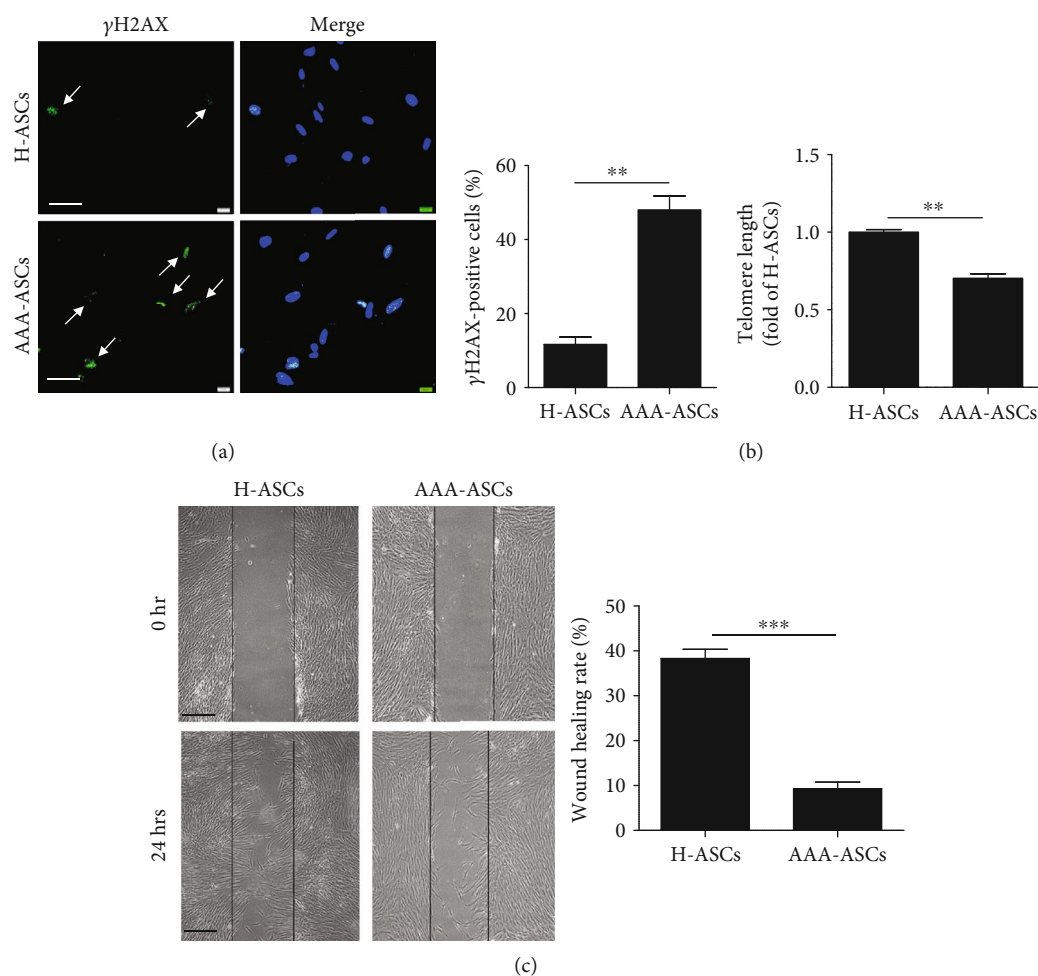 γH2AX
Merge
H-ASCs
AAA-ASCs
(a)
γH2AX-positive cells (%)
60
40
20
0
**
H-ASCs
AAA-ASCs
Telomere length
(fold of H-ASCs)
1.5
1.0
0.5
0.0
**
H-ASCs
AAA-ASCs
(b)
H-ASCs
AAA-ASCs
0 hr
24 hrs
Wound healing rate (%)
50
40
30
20
10
0
***
H-ASCs
AAA-ASCs
(c)